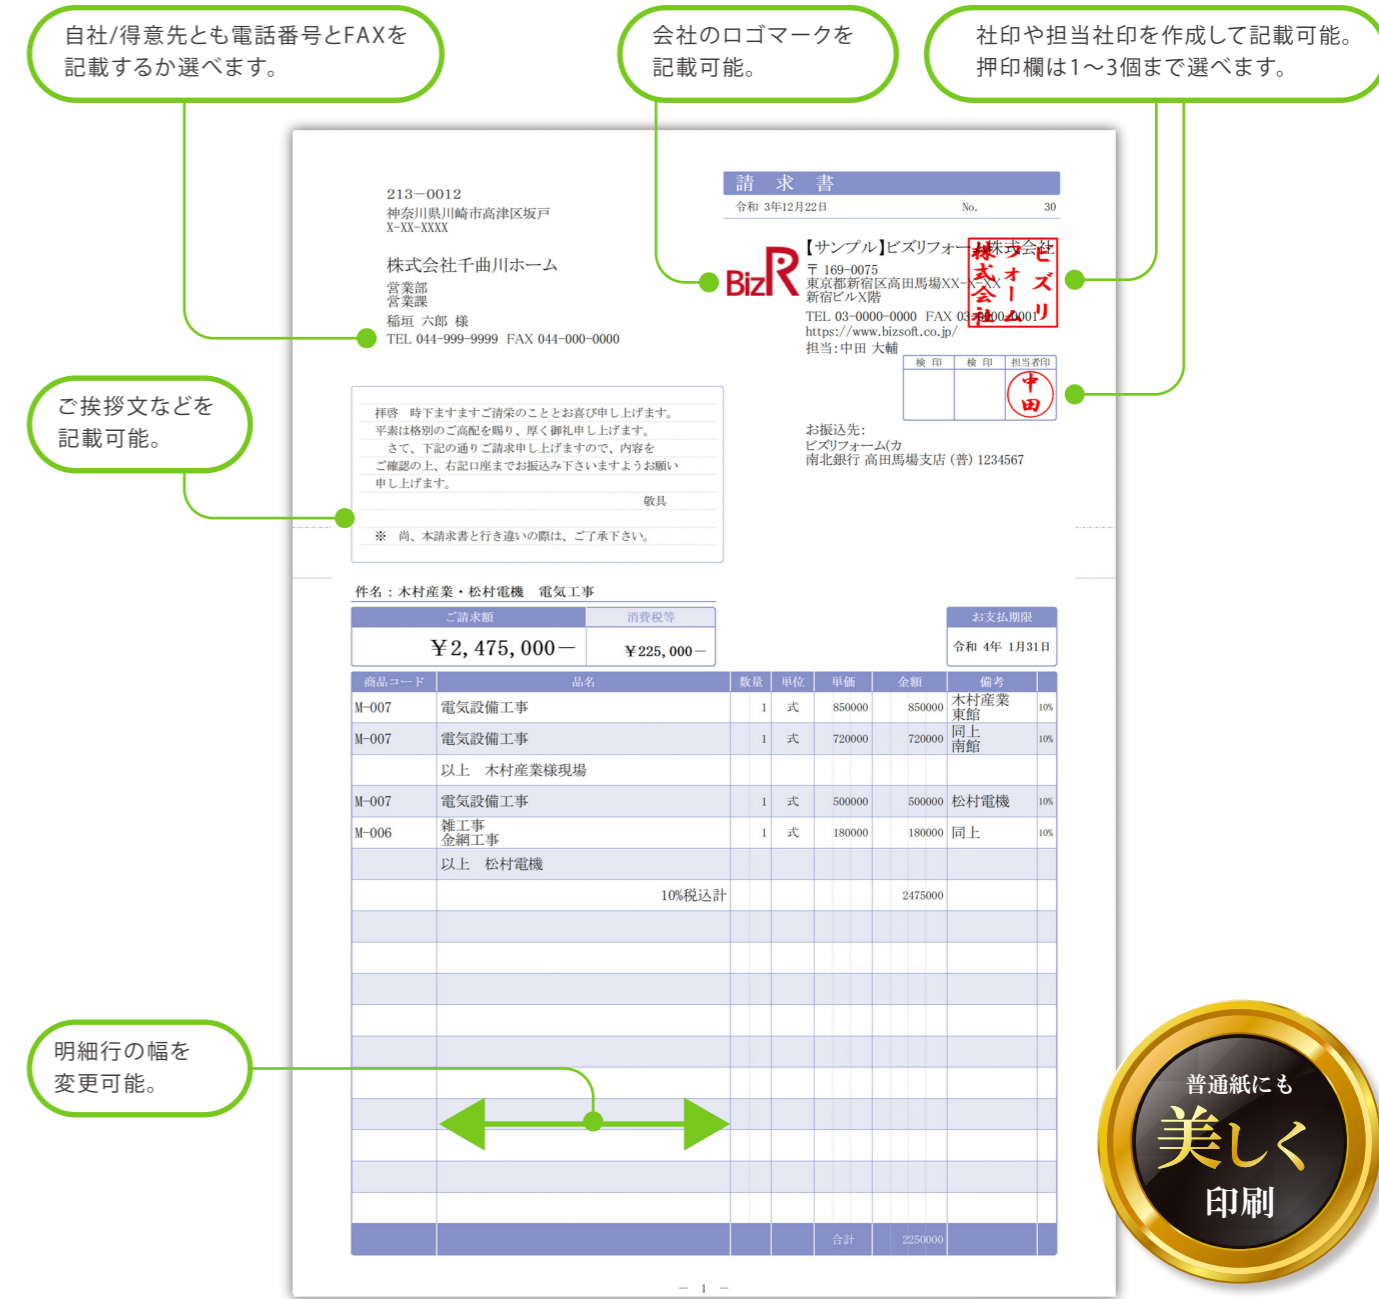 自社/得意先とも電話番号とFAXを
記載するか選べます。
会社のロゴマークを
記載可能。
社印や担当社印を作成して記載可能。
押印欄は1〜3個まで選べます。
213-0012
神奈川県川崎市高津区坂戸
X-XX-XXXX
株式会社千曲川ホーム
営業部
営業課
稲垣 六郎 様
TEL 044-999-9999 FAX 044-000-0000
請 求 書
令和 3年12月22日 No. 30
BizR
【サンプル】ビズリフォーム株式会社
〒 169-0075
東京都新宿区高田馬場XX-X-XX
新宿ビルX階
TEL 03-0000-0000 FAX 03-0000-0001
https://www.bizsoft.co.jp/
担当:中田 大輔
ビズリ
フォーム
株式会社
検 印 検 印 担当者印
中田
お振込先:
ビズリフォーム(カ
南北銀行 高田馬場支店 (普) 1234567
ご挨拶文などを
記載可能。
拝啓 時下ますますご清栄のこととお喜び申し上げます。
平素は格別のご高配を賜り、厚く御礼申し上げます。
さて、下記の通りご請求申し上げますので、内容を
ご確認の上、右記口座までお振込み下さいますようお願い
申し上げます。
敬具
※ 尚、本請求書と行き違いの際は、ご了承下さい。
件名：木村産業・松村電機 電気工事
ご請求額 消費税等 お支払期限
¥2,475,000− ¥225,000− 令和 4年 1月31日
商品コード 品名 数量 単位 単価 金額 備考
M-007 電気設備工事 1 式 850000 850000 木村産業 東館 10%
M-007 電気設備工事 1 式 720000 720000 同上 南館 10%
以上 木村産業様現場
M-007 電気設備工事 1 式 500000 500000 松村電機 10%
M-006 雑工事 金網工事 1 式 180000 180000 同上 10%
以上 松村電機
10%税込計 2475000
明細行の幅を
変更可能。
合計 2250000
− 1 −
普通紙にも
美しく
印刷